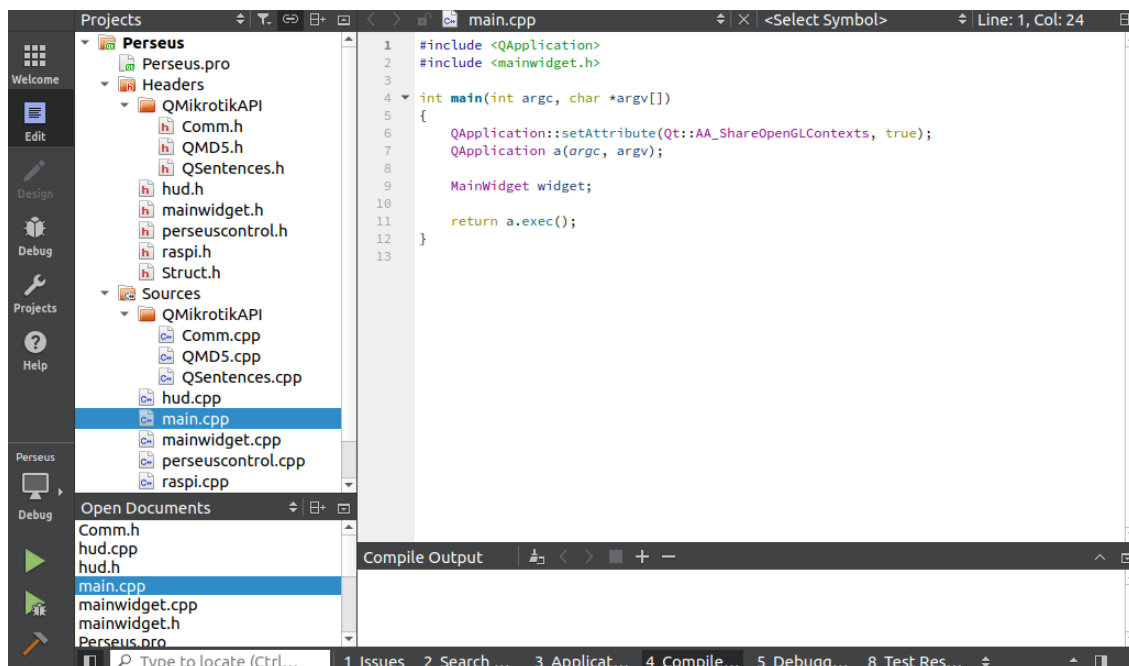 Projects
main.cpp
<Select Symbol>
Line: 1, Col: 24
Welcome
Edit
Design
Debug
Projects
Help
Perseus
Debug
Perseus
Perseus.pro
Headers
QMikrotikAPI
Comm.h
QMD5.h
QSentences.h
hud.h
mainwidget.h
perseuscontrol.h
raspi.h
Struct.h
Sources
QMikrotikAPI
Comm.cpp
QMD5.cpp
QSentences.cpp
hud.cpp
main.cpp
mainwidget.cpp
perseuscontrol.cpp
raspi.cpp
Open Documents
Comm.h
hud.cpp
hud.h
main.cpp
mainwidget.cpp
mainwidget.h
Perseus.pro
1 #include <QApplication>
2 #include <mainwidget.h>
3
4 int main(int argc, char *argv[])
5 {
6 QApplication::setAttribute(Qt::AA_ShareOpenGLContexts, true);
7 QApplication a(argc, argv);
8
9 MainWidget widget;
10
11 return a.exec();
12 }
13
Compile Output
Type to locate (Ctrl...
1 Issues 2 Search ... 3 Applicat... 4 Compile... 5 Debugg... 8 Test Res...